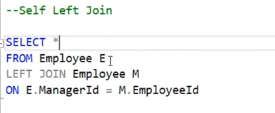 --Self Left Join
SELECT *
FROM Employee E
LEFT JOIN Employee M
ON E.ManagerId = M.EmployeeId